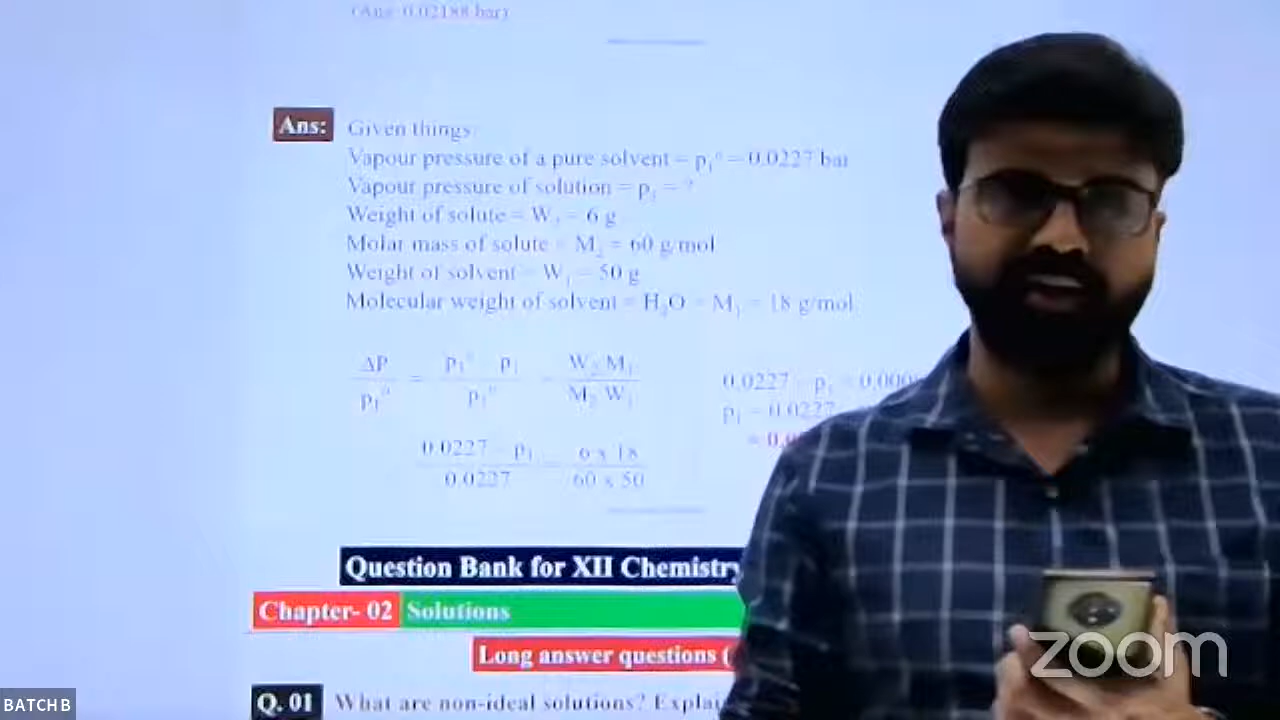 (Ans: 0.02188 bar)
Ans: Given things
Vapour pressure of a pure solvent = p₁° = 0.0227 bar
Vapour pressure of solution = p₁ = ?
Weight of solute = W₂ = 6 g
Molar mass of solute = M₂ = 60 g/mol
Weight of solvent = W₁ = 50 g
Molecular weight of solvent = H₂O = M₁ = 18 g/mol
ΔP / p₁° = p₁° - p₁ / p₁° = W₂ M₁ / M₂ W₁
0.0227 - p₁ / 0.0227 = 6 x 18 / 60 x 50
0.0227 - p₁ = 0.000
p₁ = 0.0227
= 0.0
Question Bank for XII Chemistry
Chapter- 02 Solutions
Long answer questions (
Q. 01 What are non-ideal solutions? Explai
zoom
BATCH B